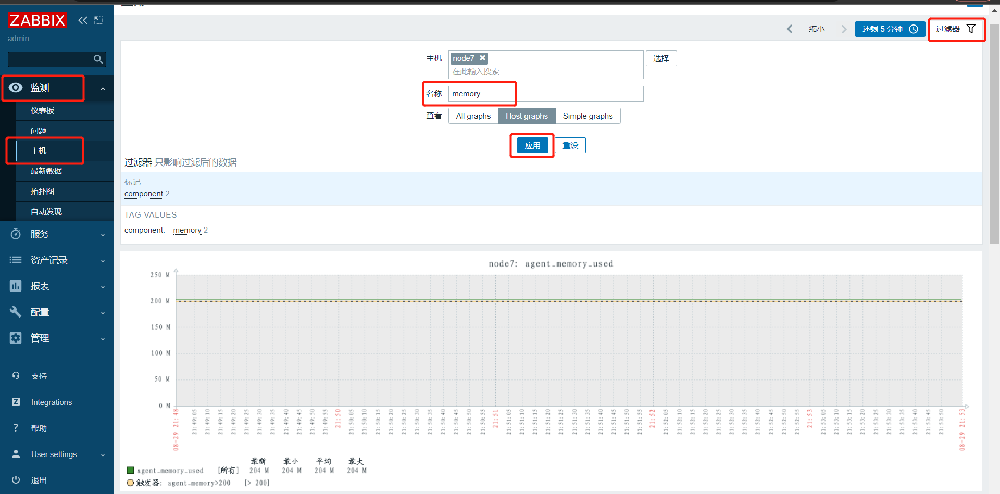 ZABBIX
admin
监测
仪表板
问题
主机
最新数据
拓扑图
自动发现
服务
资产记录
报表
配置
管理
支持
Integrations
帮助
User settings
退出
缩小
还剩 5 分钟
过滤器
主机
node7
在此输入搜索
选择
名称
memory
查看
All graphs
Host graphs
Simple graphs
应用
重设
过滤器 只影响过滤后的数据
标记
component 2
TAG VALUES
component: memory 2
node7: agent_memory_used
250 M
200 M
150 M
100 M
50 M
0 M
08-29 21:48
21:49:05
21:49:10
21:49:15
21:49:20
21:49:25
21:49:30
21:49:35
21:49:40
21:49:45
21:49:50
21:49:55
21:50
21:50:05
21:50:10
21:50:15
21:50:20
21:50:25
21:50:30
21:50:35
21:50:40
21:50:45
21:50:50
21:50:55
21:51
21:51:05
21:51:10
21:51:15
21:51:20
21:51:25
21:51:30
21:51:35
21:51:40
21:51:45
21:51:50
21:51:55
21:52
21:52:05
21:52:10
21:52:15
21:52:20
21:52:25
21:52:30
21:52:35
21:52:40
21:52:45
21:52:50
21:52:55
21:53
21:53:05
21:53:10
21:53:15
21:53:20
21:53:25
21:53:30
21:53:35
21:53:40
21:53:45
21:53:50
08-29 21:53
最新 最小 平均 最大
agent_memory_used [所有] 204 M 204 M 204 M 204 M
触发器: agent_memory>200 [> 200]